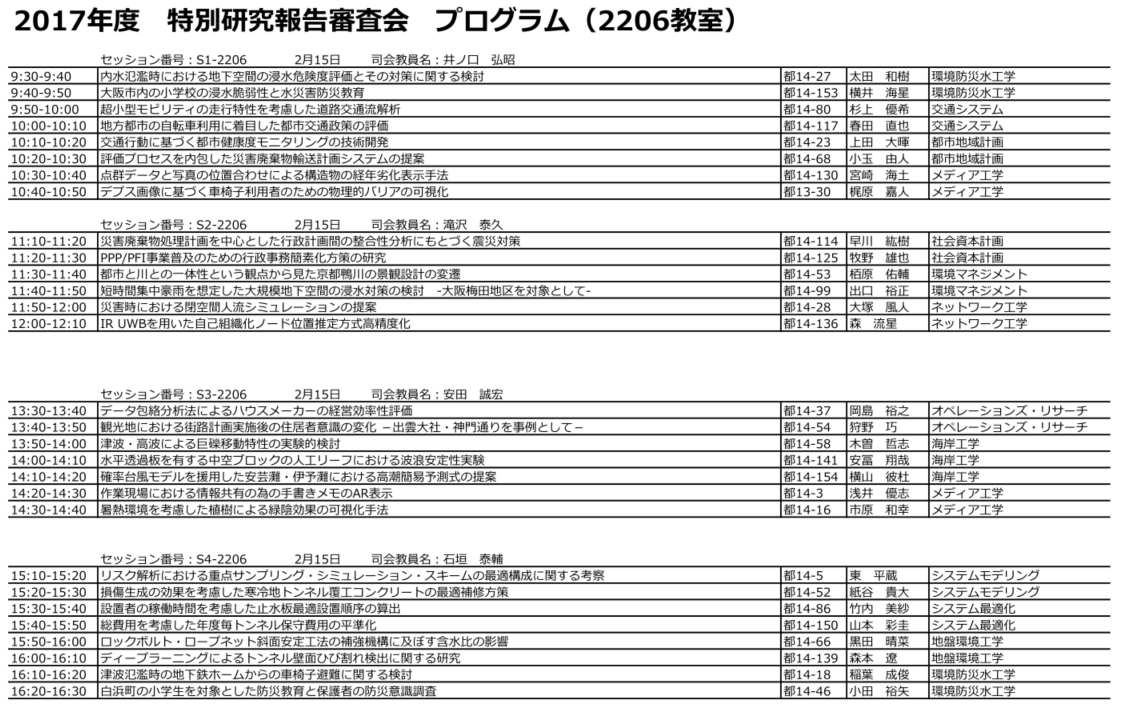 2017年度　特別研究報告審査会　プログラム（2206教室）
セッション番号：S1-2206　2月15日　司会教員名：井ノ口　弘昭
9:30-9:40 内水氾濫時における地下空間の浸水危険度評価とその対策に関する検討 都14-27 太田　和樹 環境防災水工学
9:40-9:50 大阪市内の小学校の浸水脆弱性と水災害防災教育 都14-153 横井　海星 環境防災水工学
9:50-10:00 超小型モビリティの走行特性を考慮した道路交通流解析 都14-80 杉上　優希 交通システム
10:00-10:10 地方都市の自転車利用に着目した都市交通政策の評価 都14-117 春田　直也 交通システム
10:10-10:20 交通行動に基づく都市健康度モニタリングの技術開発 都14-23 上田　大暉 都市地域計画
10:20-10:30 評価プロセスを内包した災害廃棄物輸送計画システムの提案 都14-68 小玉　由人 都市地域計画
10:30-10:40 点群データと写真の位置合わせによる構造物の経年劣化表示手法 都14-130 宮崎　海土 メディア工学
10:40-10:50 デプス画像に基づく車椅子利用者のための物理的バリアの可視化 都13-30 梶原　嘉人 メディア工学
セッション番号：S2-2206　2月15日　司会教員名：滝沢　泰久
11:10-11:20 災害廃棄物処理計画を中心とした行政計画間の整合性分析にもとづく震災対策 都14-114 早川　紘樹 社会資本計画
11:20-11:30 PPP/PFI事業普及のための行政事務簡素化方策の研究 都14-125 牧野　雄也 社会資本計画
11:30-11:40 都市と川との一体性という観点から見た京都鴨川の景観設計の変遷 都14-53 栢原　佑輔 環境マネジメント
11:40-11:50 短時間集中豪雨を想定した大規模地下空間の浸水対策の検討　-大阪梅田地区を対象として- 都14-99 出口　裕正 環境マネジメント
11:50-12:00 災害時における閉空間人流シミュレーションの提案 都14-28 大塚　風人 ネットワーク工学
12:00-12:10 IR UWBを用いた自己組織化ノード位置推定方式高精度化 都14-136 森　流星 ネットワーク工学
セッション番号：S3-2206　2月15日　司会教員名：安田　誠宏
13:30-13:40 データ包絡分析法によるハウスメーカーの経営効率性評価 都14-37 岡島　裕之 オペレーションズ・リサーチ
13:40-13:50 観光地における街路計画実施後の住居者意識の変化 －出雲大社・神門通りを事例として－ 都14-54 狩野　巧 オペレーションズ・リサーチ
13:50-14:00 津波・高波による巨礫移動特性の実験的検討 都14-58 木曽　哲志 海岸工学
14:00-14:10 水平透過板を有する中空ブロックの人工リーフにおける波浪安定性実験 都14-141 安冨　翔哉 海岸工学
14:10-14:20 確率台風モデルを援用した安芸灘・伊予灘における高潮簡易予測式の提案 都14-154 横山　彼杜 海岸工学
14:20-14:30 作業現場における情報共有の為の手書きメモのAR表示 都14-3 浅井　優志 メディア工学
14:30-14:40 暑熱環境を考慮した植樹による緑陰効果の可視化手法 都14-16 市原　和幸 メディア工学
セッション番号：S4-2206　2月15日　司会教員名：石垣　泰輔
15:10-15:20 リスク解析における重点サンプリング・シミュレーション・スキームの最適構成に関する考察 都14-5 東　平蔵 システムモデリング
15:20-15:30 損傷生成の効果を考慮した寒冷地トンネル覆工コンクリートの最適補修方策 都14-52 紙谷　貴大 システムモデリング
15:30-15:40 設置者の稼働時間を考慮した止水板最適設置順序の算出 都14-86 竹内　美紗 システム最適化
15:40-15:50 総費用を考慮した年度毎トンネル保守費用の平準化 都14-150 山本　彩圭 システム最適化
15:50-16:00 ロックボルト・ロープネット斜面安定工法の補強機構に及ぼす含水比の影響 都14-66 黒田　晴菜 地盤環境工学
16:00-16:10 ディープラーニングによるトンネル壁面ひび割れ検出に関する研究 都14-139 森本　遼 地盤環境工学
16:10-16:20 津波氾濫時の地下鉄ホームからの車椅子避難に関する検討 都14-18 稲葉　成俊 環境防災水工学
16:20-16:30 白浜町の小学生を対象とした防災教育と保護者の防災意識調査 都14-46 小田　裕矢 環境防災水工学